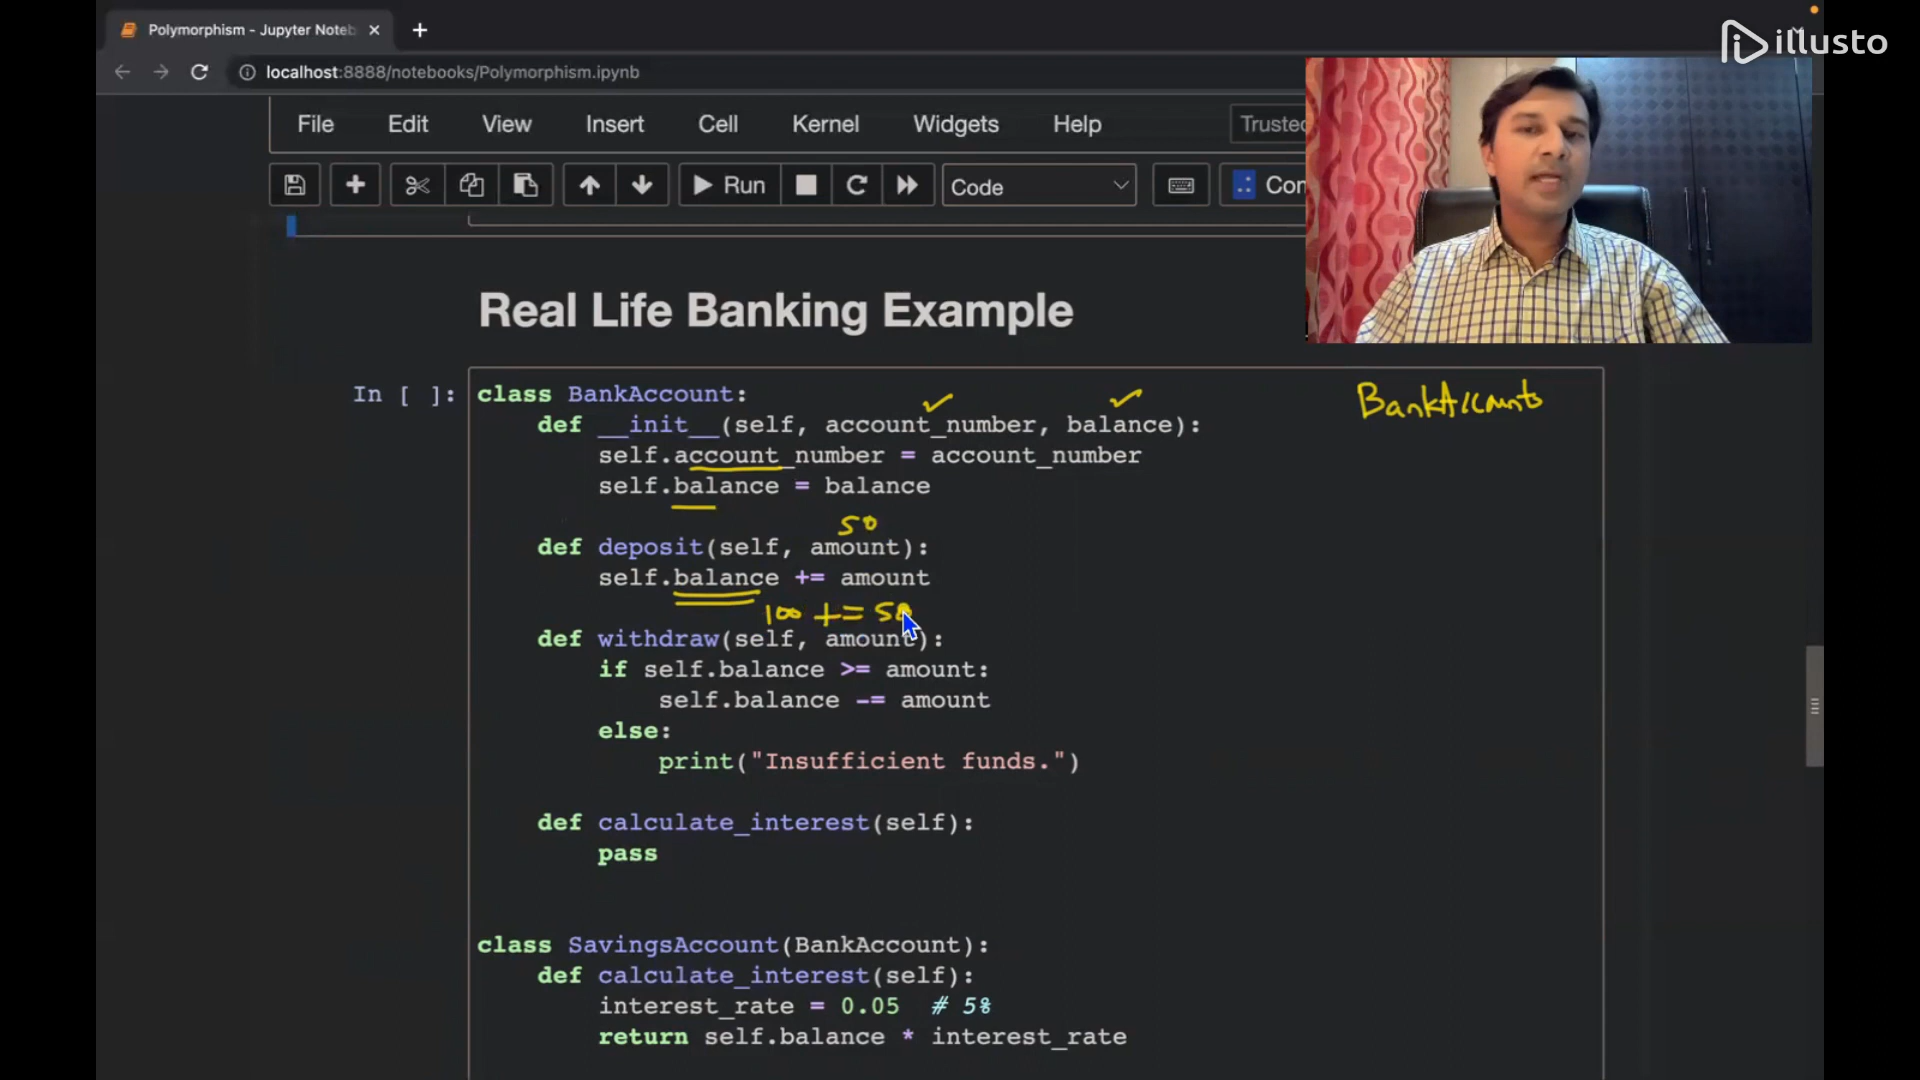 Polymorphism - Jupyter Noteb
illusto
localhost:8888/notebooks/Polymorphism.ipynb
File Edit View Insert Cell Kernel Widgets Help Trusted
Run Code Com
Real Life Banking Example
In [ ]: class BankAccount:
BankAccounts
def __init__(self, account_number, balance):
self.account_number = account_number
self.balance = balance
50
def deposit(self, amount):
self.balance += amount
100 += 50
def withdraw(self, amount):
if self.balance >= amount:
self.balance -= amount
else:
print("Insufficient funds.")
def calculate_interest(self):
pass
class SavingsAccount(BankAccount):
def calculate_interest(self):
interest_rate = 0.05 # 5%
return self.balance * interest_rate